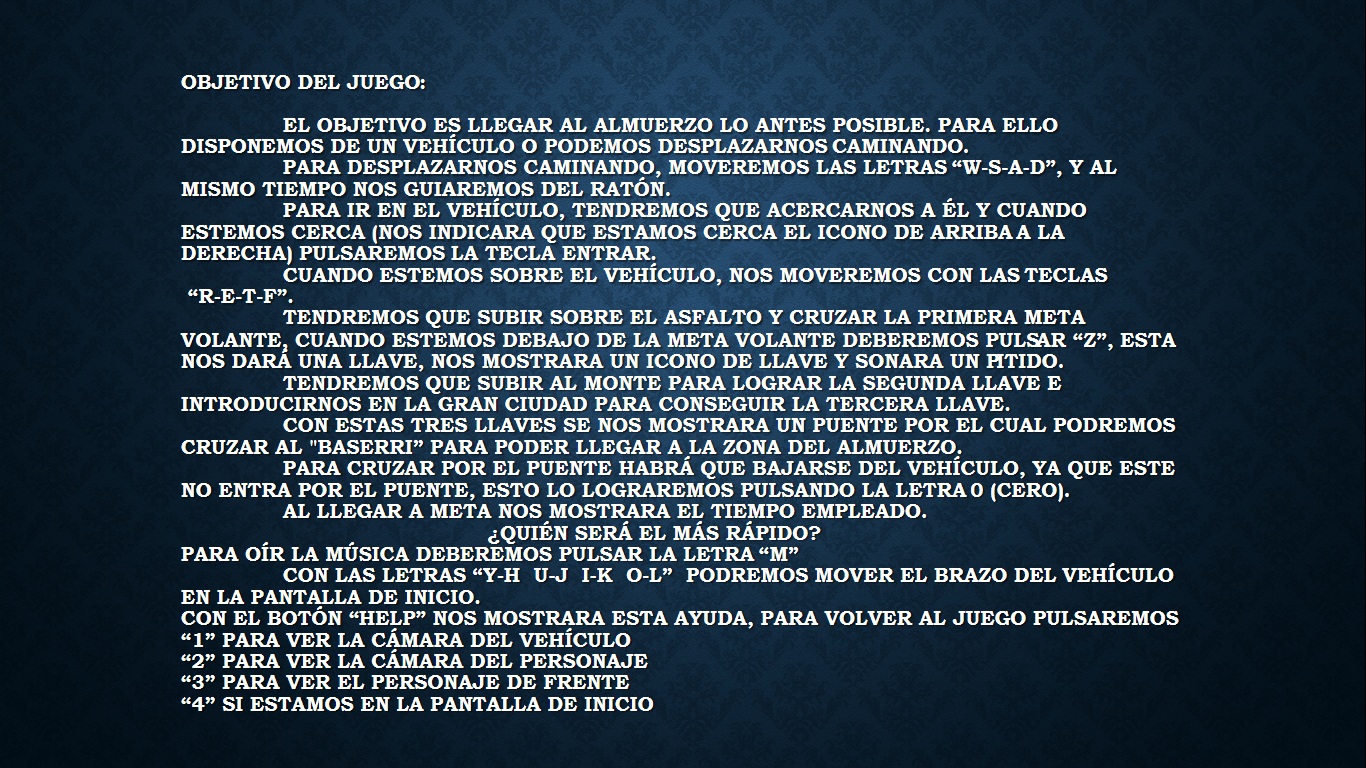 OBJETIVO DEL JUEGO:
EL OBJETIVO ES LLEGAR AL ALMUERZO LO ANTES POSIBLE. PARA ELLO
DISPONEMOS DE UN VEHÍCULO O PODEMOS DESPLAZARNOS CAMINANDO.
PARA DESPLAZARNOS CAMINANDO, MOVEREMOS LAS LETRAS “W-S-A-D”, Y AL
MISMO TIEMPO NOS GUIAREMOS DEL RATÓN.
PARA IR EN EL VEHÍCULO, TENDREMOS QUE ACERCARNOS A ÉL Y CUANDO
ESTEMOS CERCA (NOS INDICARA QUE ESTAMOS CERCA EL ICONO DE ARRIBA A LA
DERECHA) PULSAREMOS LA TECLA ENTRAR.
CUANDO ESTEMOS SOBRE EL VEHÍCULO, NOS MOVEREMOS CON LAS TECLAS
“R-E-T-F”.
TENDREMOS QUE SUBIR SOBRE EL ASFALTO Y CRUZAR LA PRIMERA META
VOLANTE, CUANDO ESTEMOS DEBAJO DE LA META VOLANTE DEBEREMOS PULSAR “Z”, ESTA
NOS DARÁ UNA LLAVE, NOS MOSTRARA UN ICONO DE LLAVE Y SONARA UN PITIDO.
TENDREMOS QUE SUBIR AL MONTE PARA LOGRAR LA SEGUNDA LLAVE E
INTRODUCIRNOS EN LA GRAN CIUDAD PARA CONSEGUIR LA TERCERA LLAVE.
CON ESTAS TRES LLAVES SE NOS MOSTRARA UN PUENTE POR EL CUAL PODREMOS
CRUZAR AL "BASERRI” PARA PODER LLEGAR A LA ZONA DEL ALMUERZO.
PARA CRUZAR POR EL PUENTE HABRÁ QUE BAJARSE DEL VEHÍCULO, YA QUE ESTE
NO ENTRA POR EL PUENTE, ESTO LO LOGRAREMOS PULSANDO LA LETRA 0 (CERO).
AL LLEGAR A META NOS MOSTRARA EL TIEMPO EMPLEADO.
¿QUIÉN SERÁ EL MÁS RÁPIDO?
PARA OÍR LA MÚSICA DEBEREMOS PULSAR LA LETRA “M”
CON LAS LETRAS “Y-H U-J I-K O-L” PODREMOS MOVER EL BRAZO DEL VEHÍCULO
EN LA PANTALLA DE INICIO.
CON EL BOTÓN “HELP” NOS MOSTRARA ESTA AYUDA, PARA VOLVER AL JUEGO PULSAREMOS
“1” PARA VER LA CÁMARA DEL VEHÍCULO
“2” PARA VER LA CÁMARA DEL PERSONAJE
“3” PARA VER EL PERSONAJE DE FRENTE
“4” SI ESTAMOS EN LA PANTALLA DE INICIO